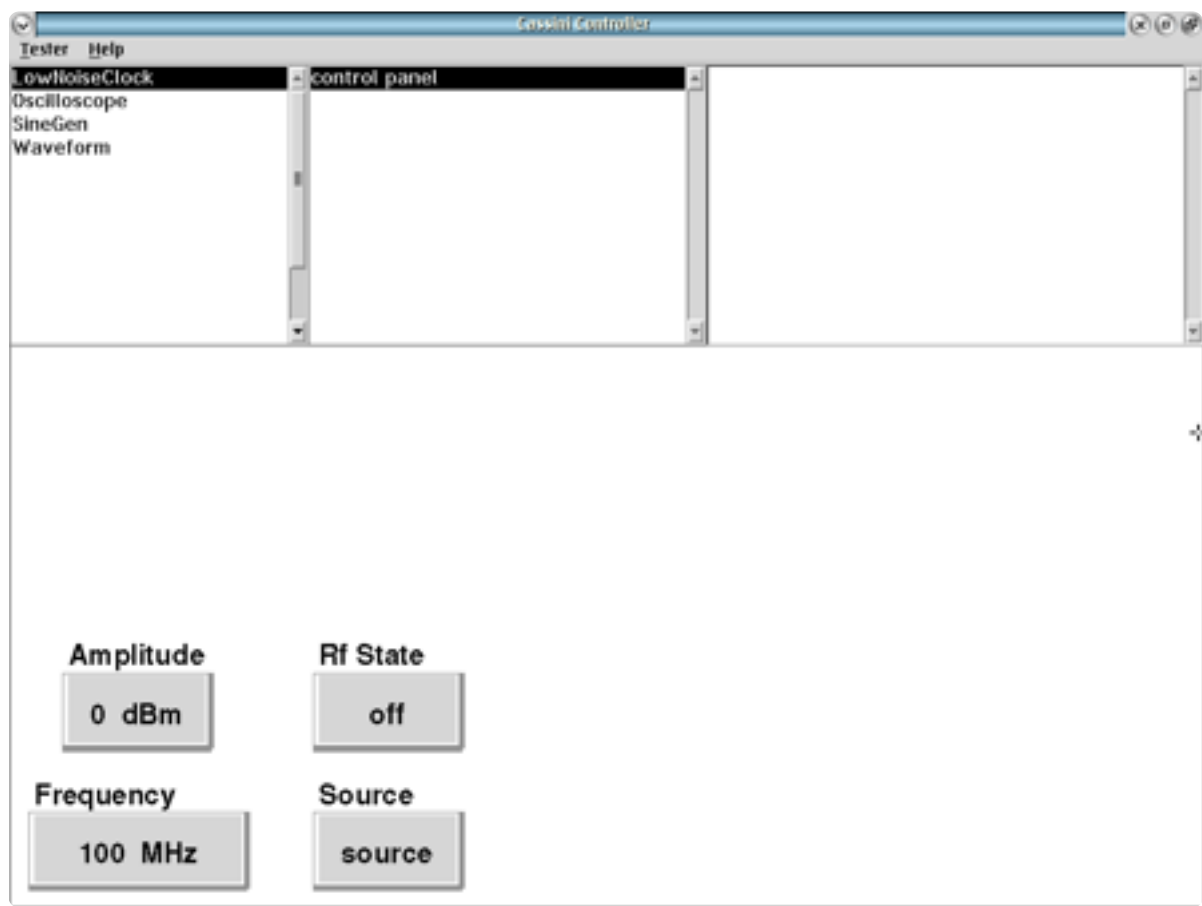 Cassini Controller
Tester Help
LowNoiseClock
Oscilloscope
SineGen
Waveform
control panel
Amplitude
0 dBm
Rf State
off
Frequency
100 MHz
Source
source